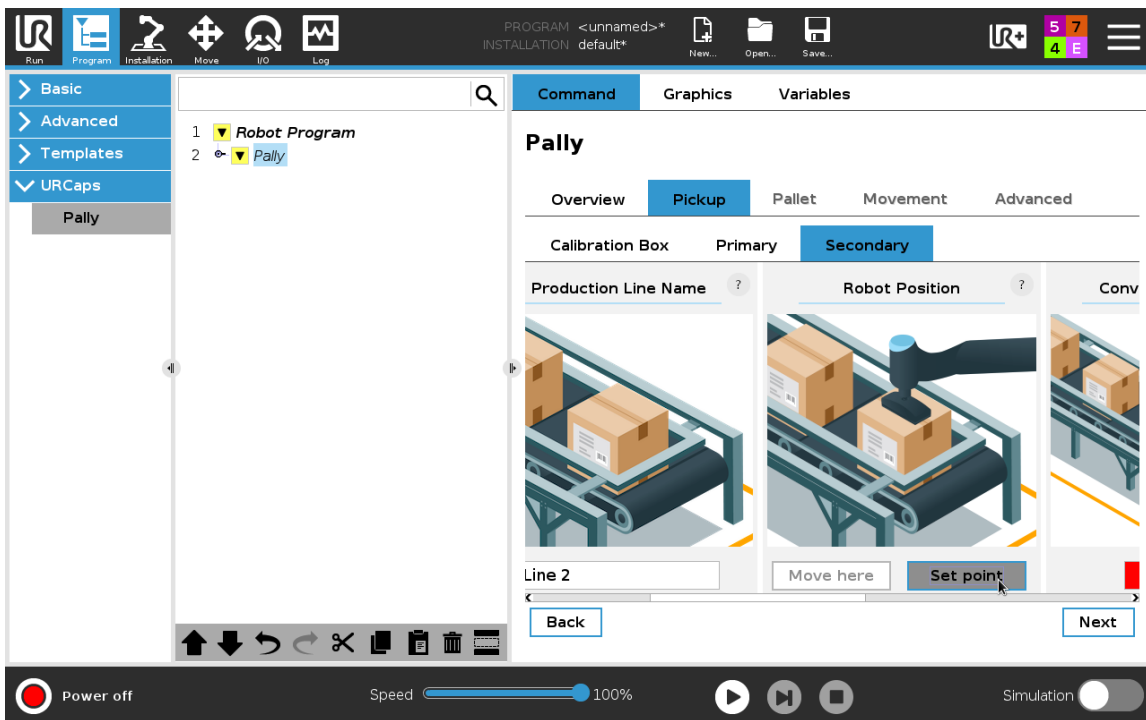 PROGRAM <unnamed>*
INSTALLATION default*
UR
Run
Program
Installation
Move
I/O
Log
New...
Open...
Save...
UR+
5 7
4 E
Basic
Advanced
Templates
URCaps
Pally
1 Robot Program
2 Pally
Command Graphics Variables
Pally
Overview Pickup Pallet Movement Advanced
Calibration Box Primary Secondary
Production Line Name ? Robot Position ? Conv
Line 2 Move here Set point
Back Next
Power off Speed 100% Simulation